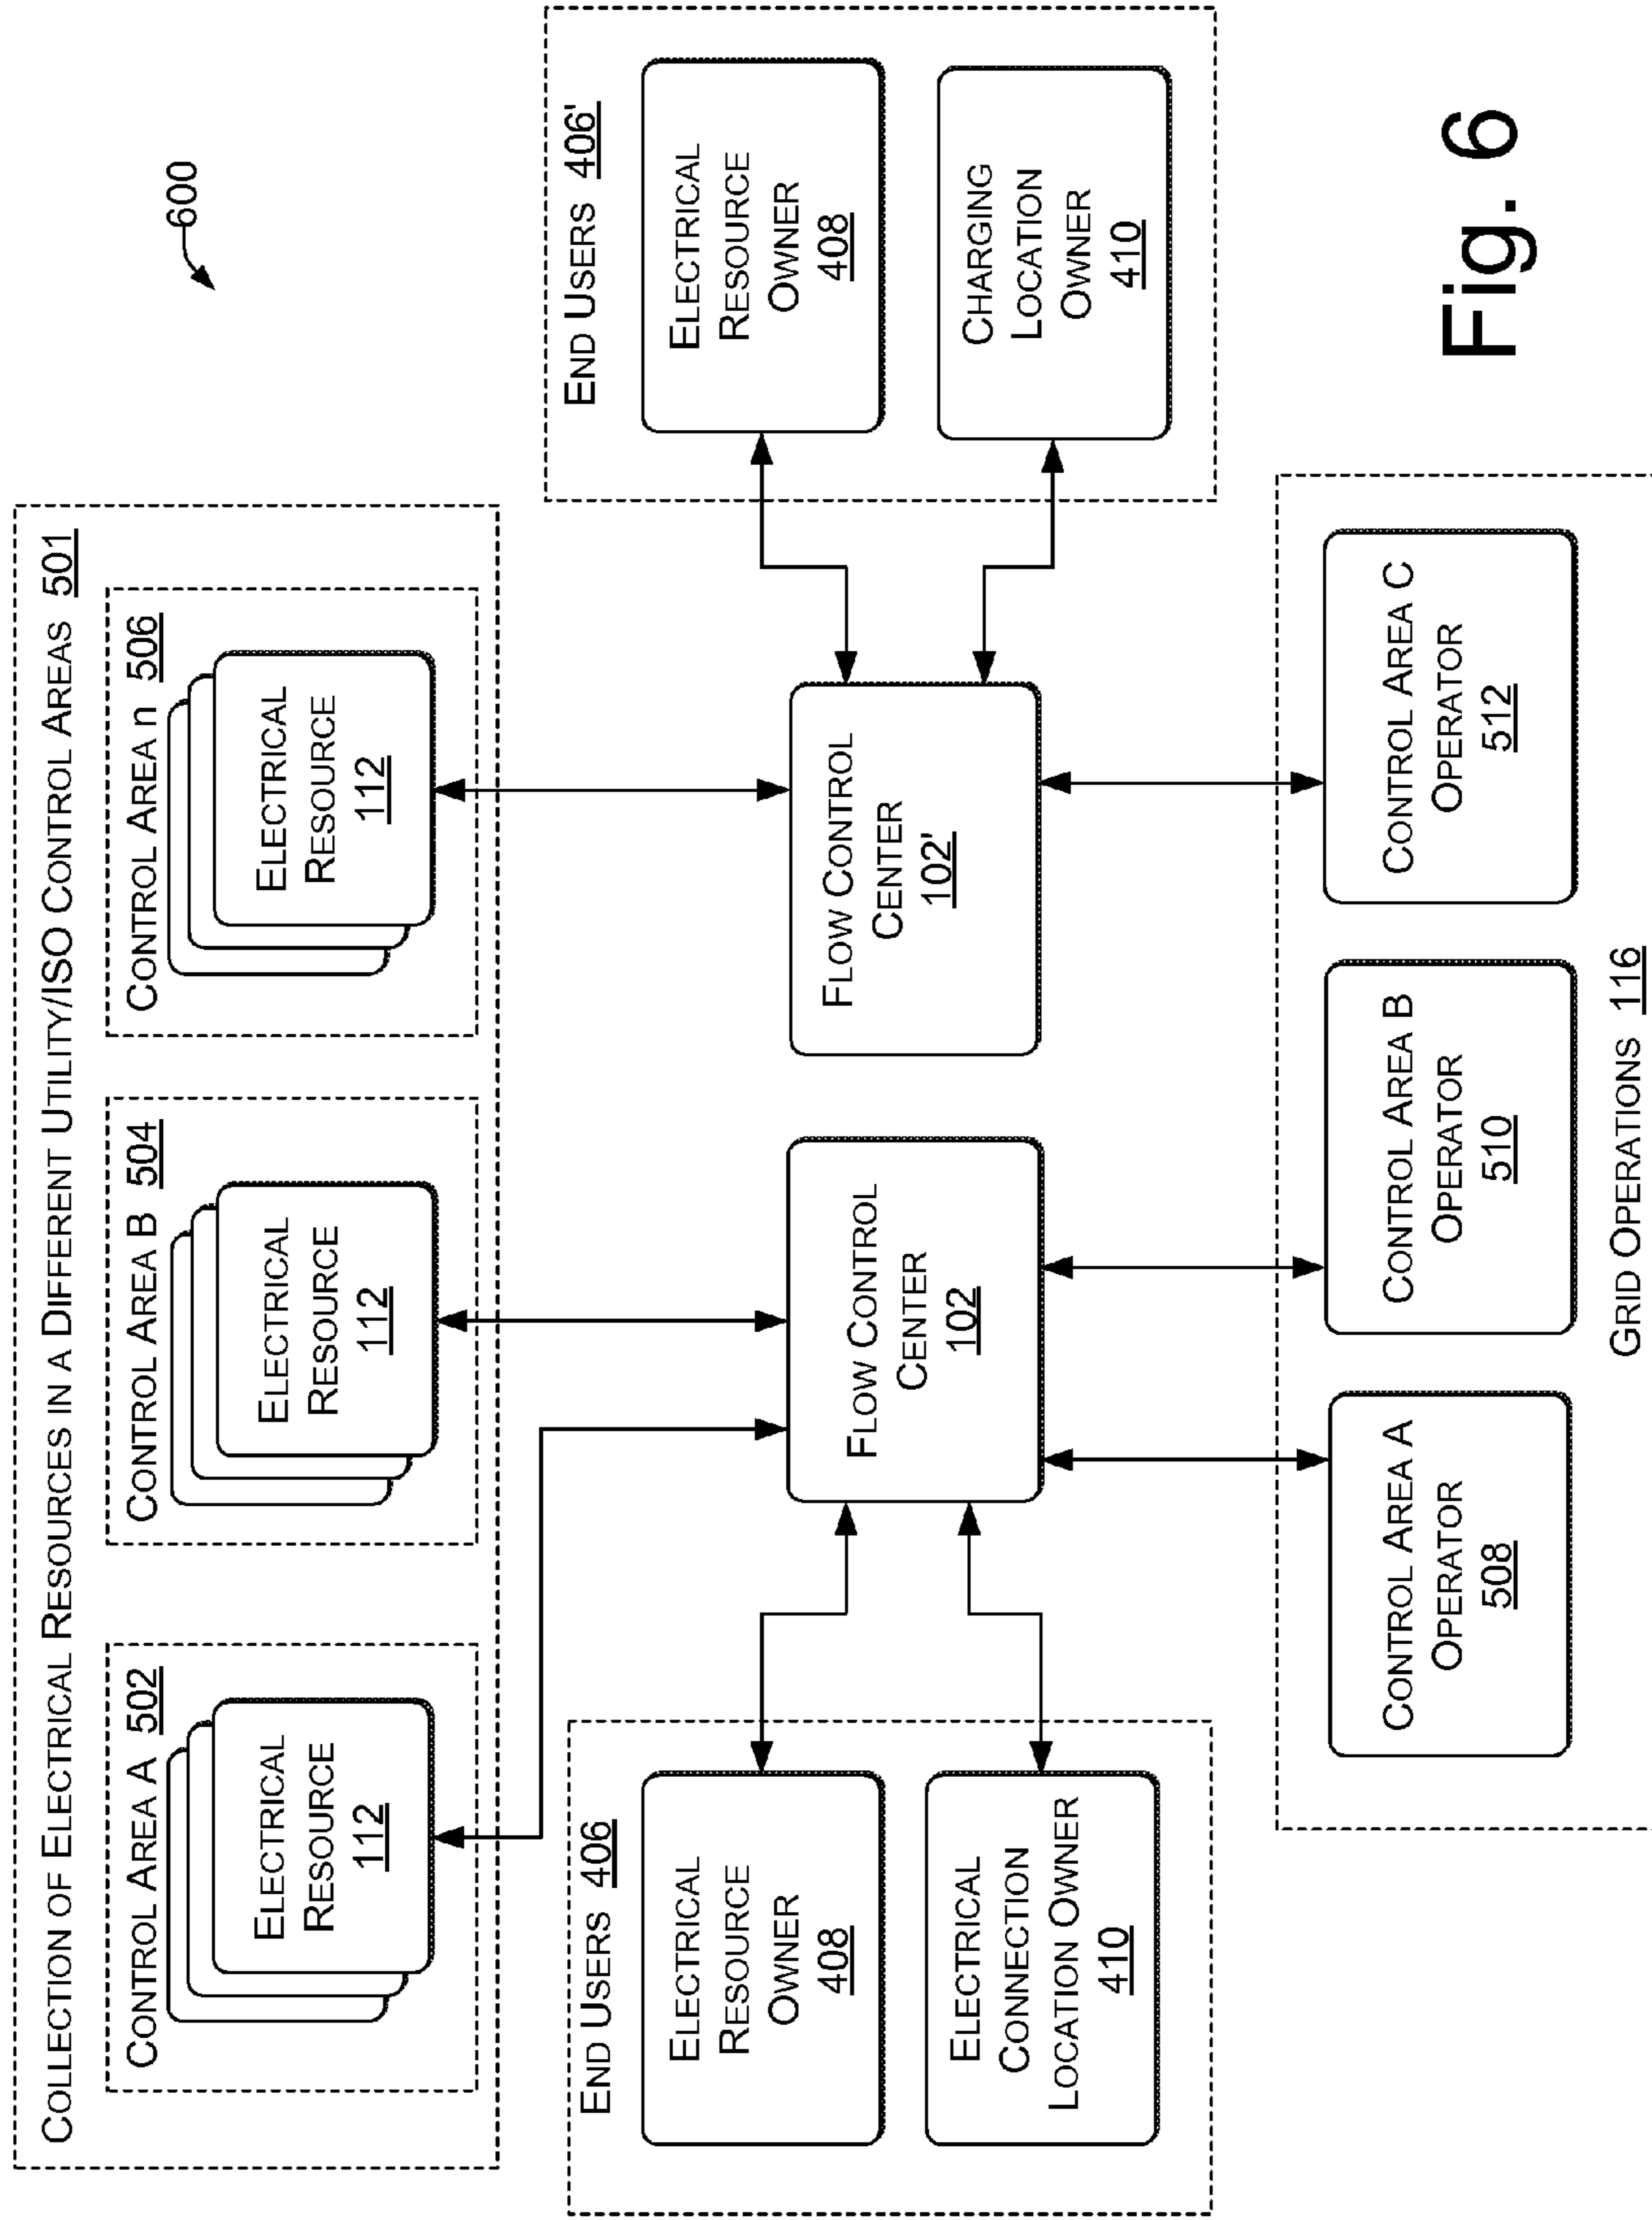 600
COLLECTION OF ELECTRICAL RESOURCES IN A DIFFERENT UTILITY/ISO CONTROL AREAS 501
CONTROL AREA A 502
ELECTRICAL
RESOURCE
112
CONTROL AREA B 504
ELECTRICAL
RESOURCE
112
CONTROL AREA n 506
ELECTRICAL
RESOURCE
112
END USERS 406
ELECTRICAL
RESOURCE
OWNER
408
ELECTRICAL
CONNECTION
LOCATION OWNER
410
FLOW CONTROL
CENTER
102
FLOW CONTROL
CENTER
102'
END USERS 406'
ELECTRICAL
RESOURCE
OWNER
408
CHARGING
LOCATION
OWNER
410
CONTROL AREA A
OPERATOR
508
CONTROL AREA B
OPERATOR
510
CONTROL AREA C
OPERATOR
512
GRID OPERATIONS 116
Fig. 6